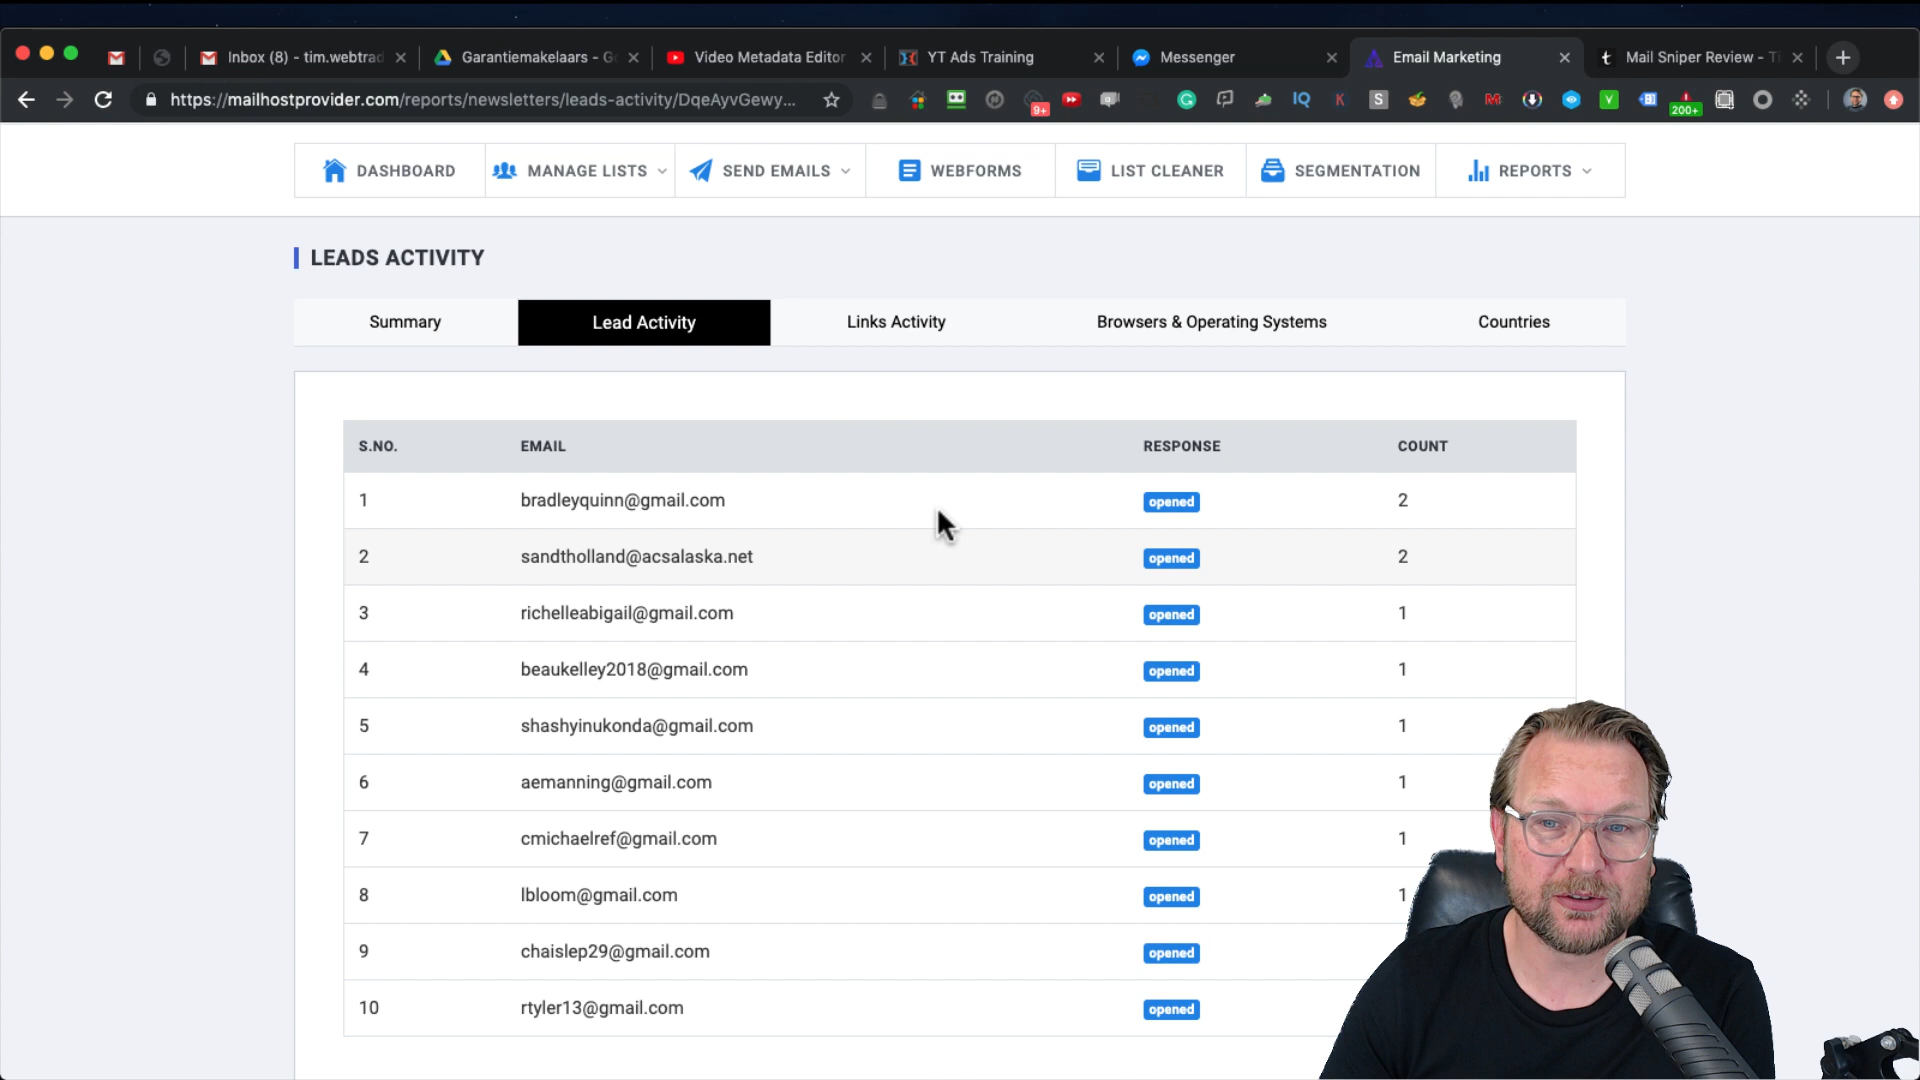 Inbox (8) - tim.webtrad
Garantiemakelaars - G
Video Metadata Editor
YT Ads Training
Messenger
Email Marketing
Mail Sniper Review - Ti
https://mailhostprovider.com/reports/newsletters/leads-activity/DqeAyvGewy...
9+
IQ
K
S
V
200+
DASHBOARD
MANAGE LISTS
SEND EMAILS
WEBFORMS
LIST CLEANER
SEGMENTATION
REPORTS
LEADS ACTIVITY
Summary
Lead Activity
Links Activity
Browsers & Operating Systems
Countries
S.NO. EMAIL RESPONSE COUNT
1 bradleyquinn@gmail.com opened 2
2 sandtholland@acsalaska.net opened 2
3 richelleabigail@gmail.com opened 1
4 beaukelley2018@gmail.com opened 1
5 shashyinukonda@gmail.com opened 1
6 aemanning@gmail.com opened 1
7 cmichaelref@gmail.com opened 1
8 lbloom@gmail.com opened 1
9 chaislep29@gmail.com opened
10 rtyler13@gmail.com opened